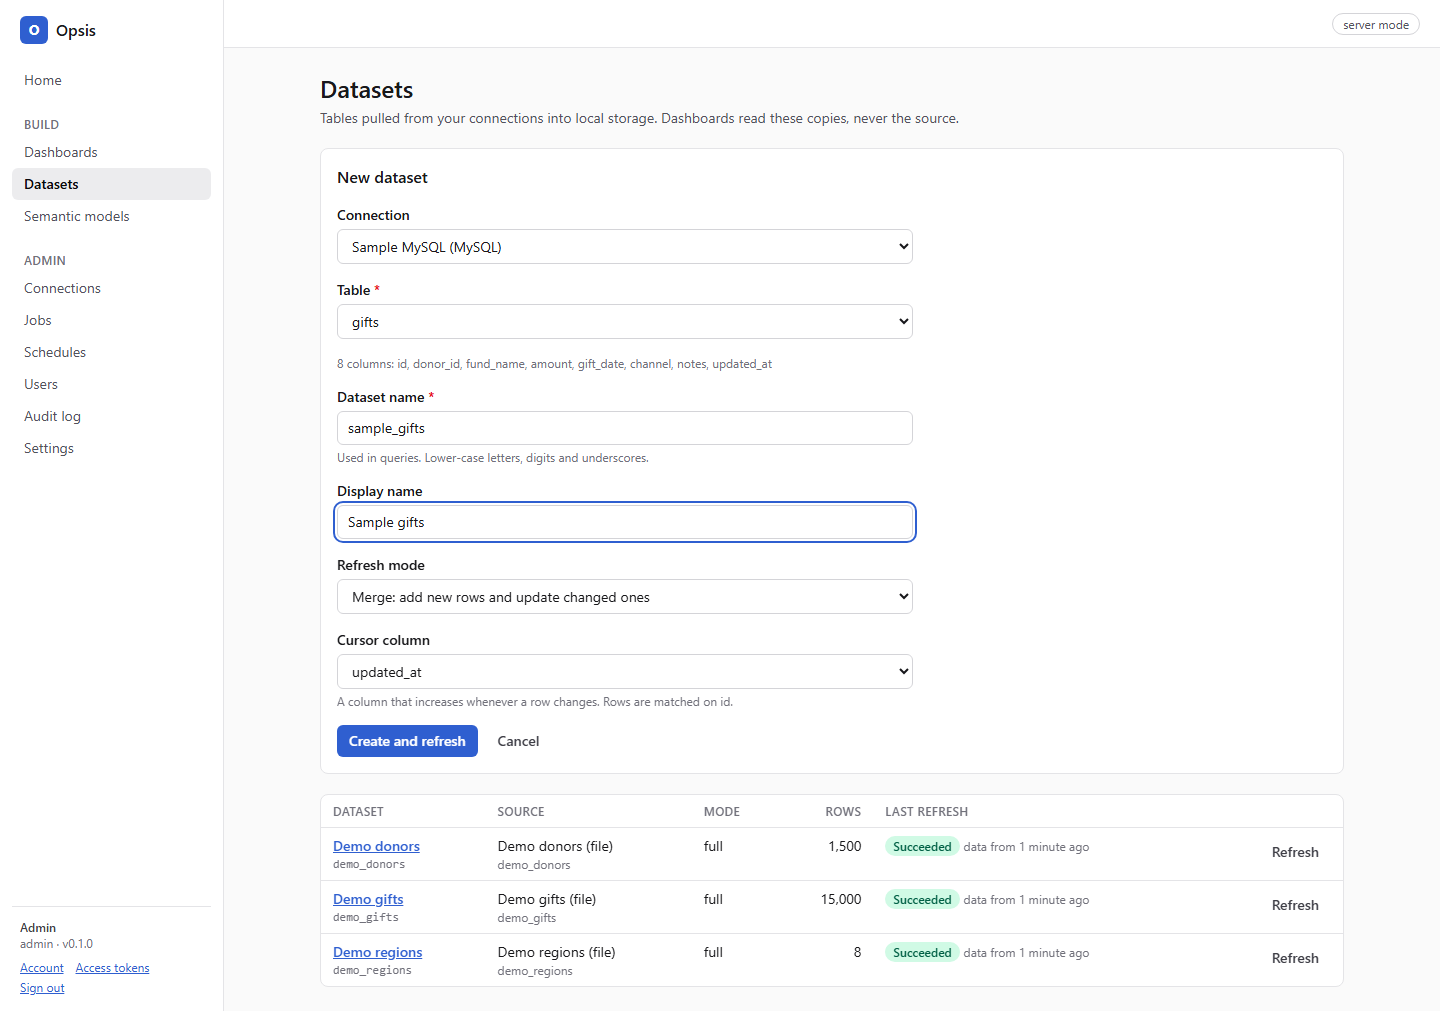 O Opsis
server mode
Home
BUILD
Dashboards
Datasets
Semantic models
ADMIN
Connections
Jobs
Schedules
Users
Audit log
Settings
Admin
admin · v0.1.0
Account Access tokens
Sign out
Datasets
Tables pulled from your connections into local storage. Dashboards read these copies, never the source.
New dataset
Connection
Sample MySQL (MySQL)
Table *
gifts
8 columns: id, donor_id, fund_name, amount, gift_date, channel, notes, updated_at
Dataset name *
sample_gifts
Used in queries. Lower-case letters, digits and underscores.
Display name
Sample gifts
Refresh mode
Merge: add new rows and update changed ones
Cursor column
updated_at
A column that increases whenever a row changes. Rows are matched on id.
Create and refresh Cancel
DATASET SOURCE MODE ROWS LAST REFRESH
Demo donors Demo donors (file) full 1,500 Succeeded data from 1 minute ago Refresh
demo_donors demo_donors
Demo gifts Demo gifts (file) full 15,000 Succeeded data from 1 minute ago Refresh
demo_gifts demo_gifts
Demo regions Demo regions (file) full 8 Succeeded data from 1 minute ago Refresh
demo_regions demo_regions